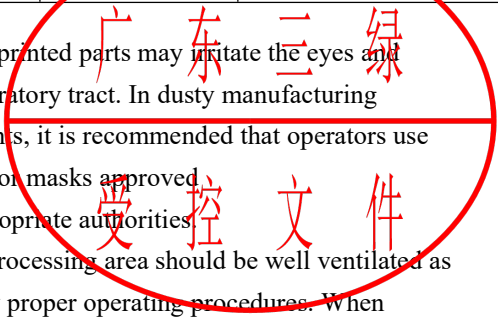 广东三绿
printed parts may irritate the eyes and
ratory tract. In dusty manufacturing
nts, it is recommended that operators use
or masks approved
受控文件
opriate authorities.
rocessing area should be well ventilated as
proper operating procedures. When